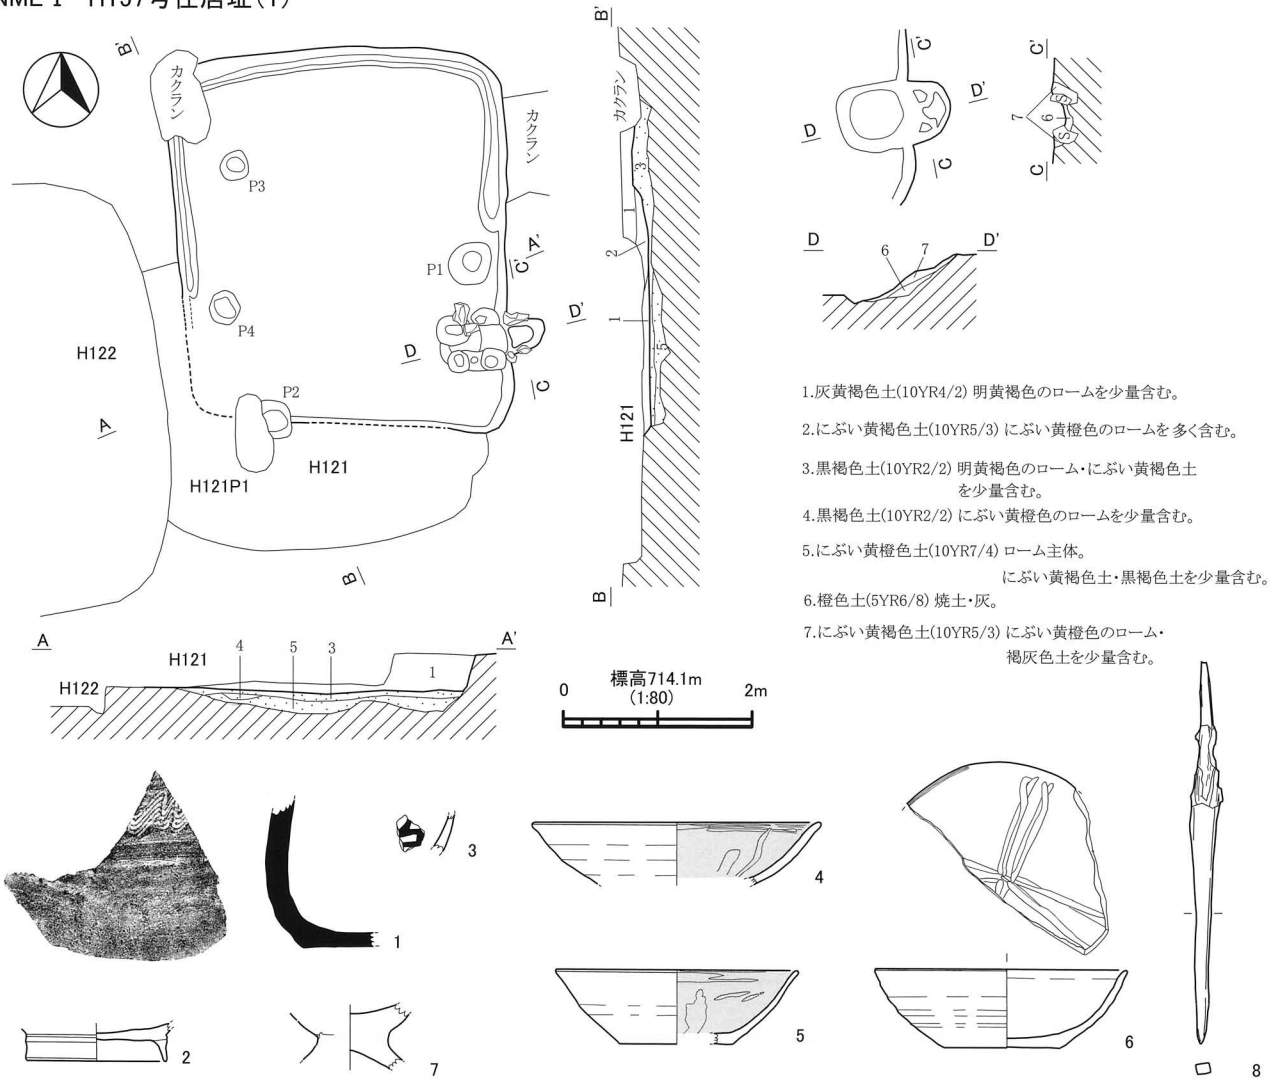 H197号住居址(1)
B'
カクラン
カクラン
P3
A'
P1
C'
P4
D'
D
H122
C
P2
A
H121
H121P1
B
B'
カクラン
3
1
2
1
5
H121
B
C'
D'
D
C
C'
7
6
S
S
C
D
D'
6
7
1.灰黄褐色土(10YR4/2) 明黄褐色のロームを少量含む。
2.にぶい黄褐色土(10YR5/3) にぶい黄橙色のロームを多く含む。
3.黒褐色土(10YR2/2) 明黄褐色のローム・にぶい黄褐色土
を少量含む。
4.黒褐色土(10YR2/2) にぶい黄橙色のロームを少量含む。
5.にぶい黄橙色土(10YR7/4) ローム主体。
にぶい黄褐色土・黒褐色土を少量含む。
6.橙色土(5YR6/8) 焼土・灰。
7.にぶい黄褐色土(10YR5/3) にぶい黄橙色のローム・
褐灰色土を少量含む。
A
A'
H121
4
5
3
1
H122
標高714.1m
0
(1:80)
2m
1
2
3
4
5
6
7
8